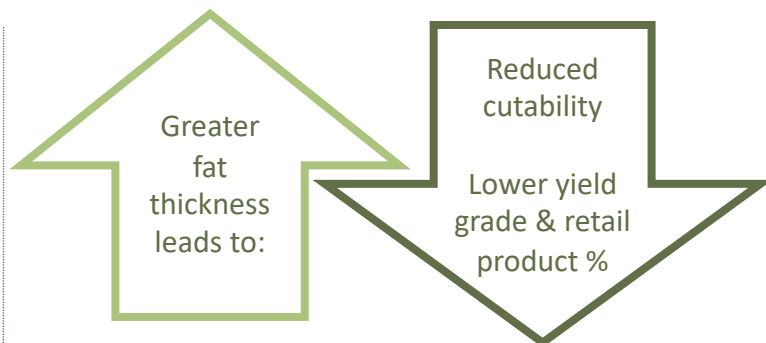 Greater
fat
thickness
leads to:
Reduced
cutability
Lower yield
grade & retail
product %